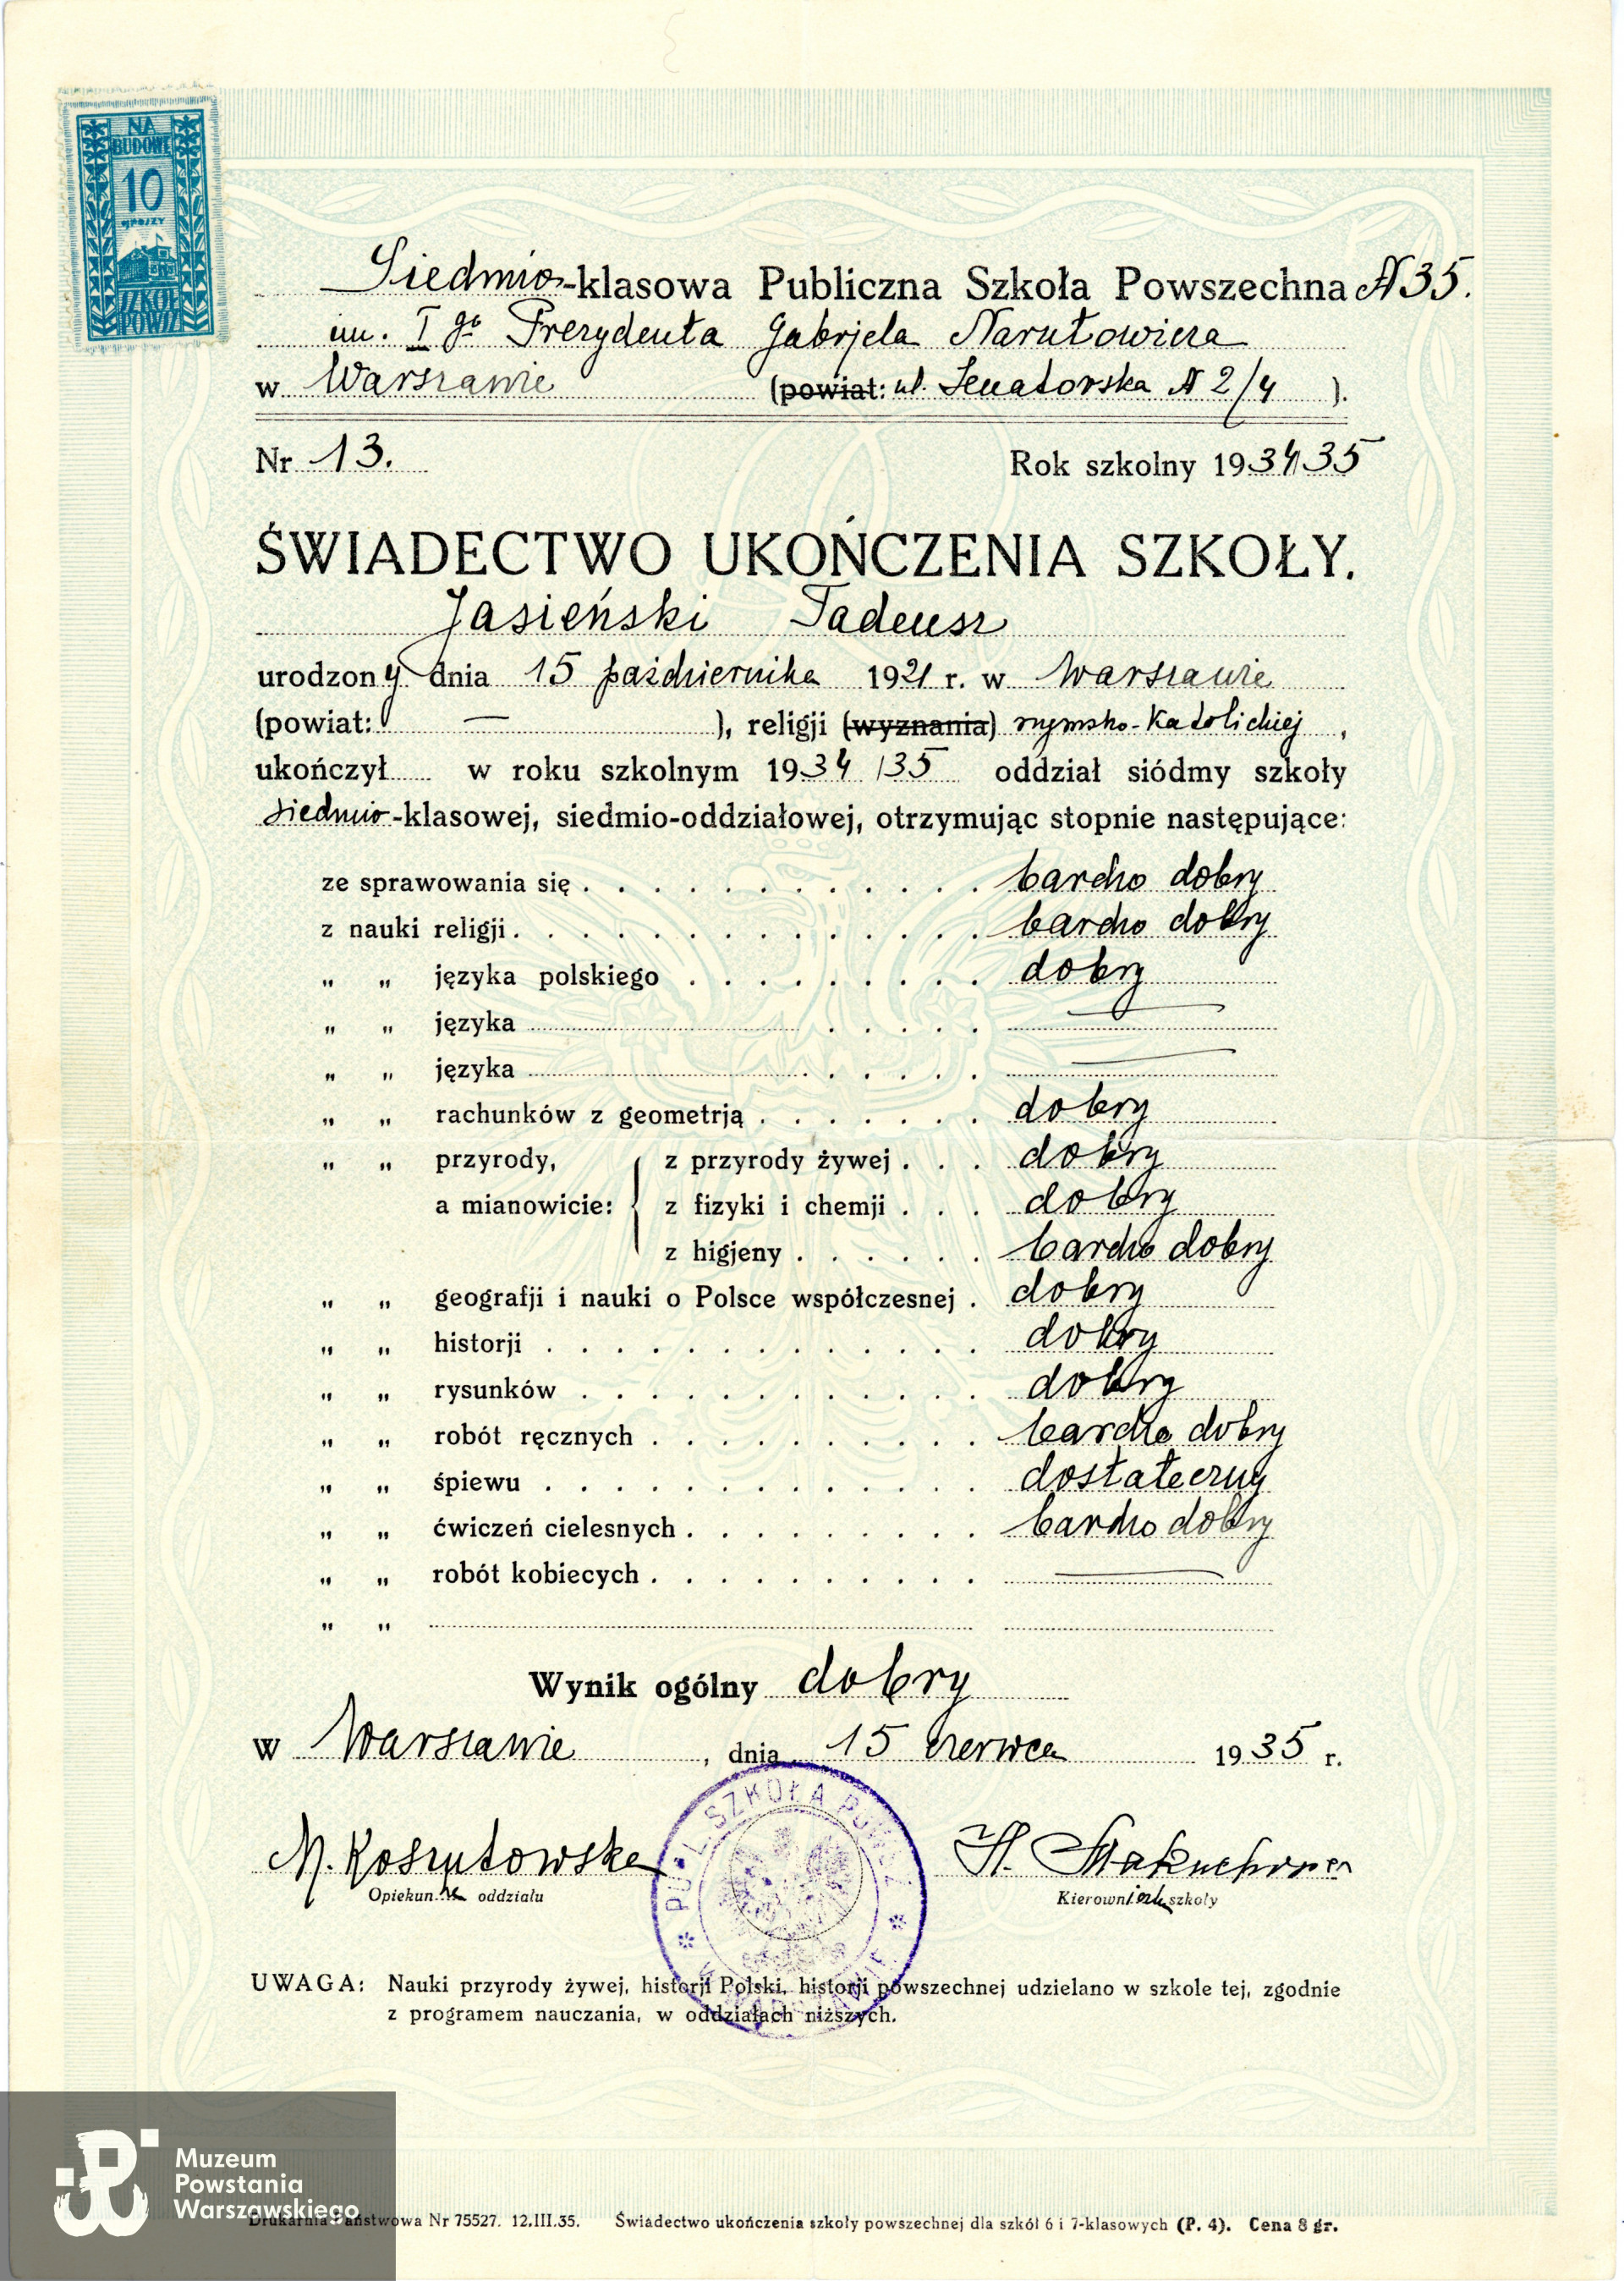 NA
BUDOWĘ
10
GROSZY
SZKÓŁ
POWSZ
Siedmio-klasowa Publiczna Szkoła Powszechna № 35.
im. I go Prezydenta Gabrjela Narutowicza
w Warszawie (powiat: ul. Senatorska № 2/4 ).
Nr 13. Rok szkolny 1934/35
ŚWIADECTWO UKOŃCZENIA SZKOŁY.
Jasieński Tadeusz
urodzony dnia 15 października 1921 r. w Warszawie
(powiat: — ), religji (wyznania) rzymsko-katolickiej ,
ukończył w roku szkolnym 1934/35 oddział siódmy szkoły
siedmio-klasowej, siedmio-oddziałowej, otrzymując stopnie następujące:
ze sprawowania się . . . . . . . . . . . . bardzo dobry
z nauki religji . . . . . . . . . . . . . . bardzo dobry
„ „ języka polskiego . . . . . . . . . dobry
„ „ języka . . . . . —
„ „ języka . . . . . . —
„ „ rachunków z geometrją . . . . . . . dobry
„ „ przyrody, z przyrody żywej . . . dobry
a mianowicie: z fizyki i chemji . . . dobry
z higjeny . . . . . . bardzo dobry
„ „ geografji i nauki o Polsce współczesnej . dobry
„ „ historji . . . . . . . . . . . . . dobry
„ „ rysunków . . . . . . . . . . . . dobry
„ „ robót ręcznych . . . . . . . . . . bardzo dobry
„ „ śpiewu . . . . . . . . . . . . . dostateczny
„ „ ćwiczeń cielesnych . . . . . . . . . bardzo dobry
„ „ robót kobiecych . . . . . . . . . . —
„ „
Wynik ogólny dobry
w Warszawie , dnia 15 czerwca 1935 r.
PUBL. SZKOŁA POWSZ.
W WARSZAWIE
M. Koszutowska
Opiekunka oddziału
Kierowniczka szkoły
UWAGA: Nauki przyrody żywej, historji Polski, historji powszechnej udzielano w szkole tej, zgodnie
z programem nauczania, w oddziałach niższych.
Muzeum
Powstania
Warszawskiego
Drukarnia Państwowa Nr 75527. 12.III.35. Świadectwo ukończenia szkoły powszechnej dla szkół 6 i 7-klasowych (P. 4). Cena 8 gr.